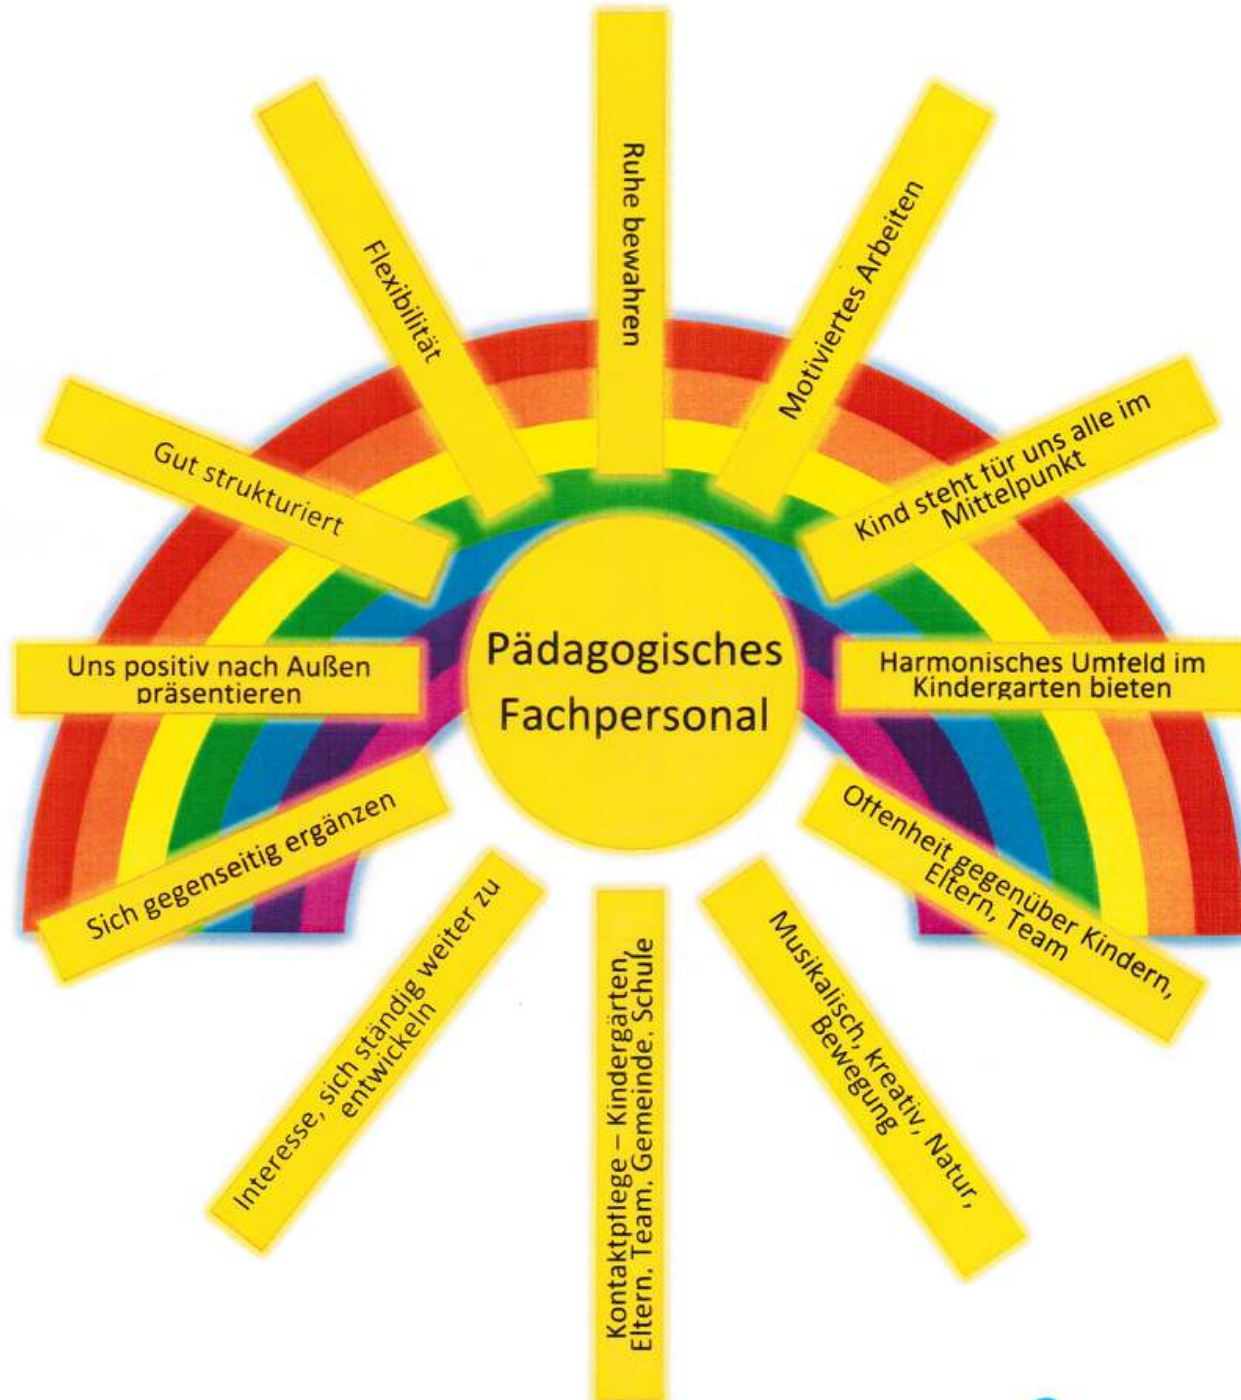 Ruhe bewahren
Motiviertes Arbeiten
Kind steht für uns alle im
Mittelpunkt
Harmonisches Umfeld im
Kindergarten bieten
Offenheit gegenüber Kindern,
Eltern, Team
Musikalisch, kreativ, Natur,
Bewegung
Kontaktpflege – Kindergärten,
Eltern, Team, Gemeinde, Schule
Interesse, sich ständig weiter zu
entwickeln
Sich gegenseitig ergänzen
Uns positiv nach Außen
präsentieren
Gut strukturiert
Flexibilität
Pädagogisches
Fachpersonal